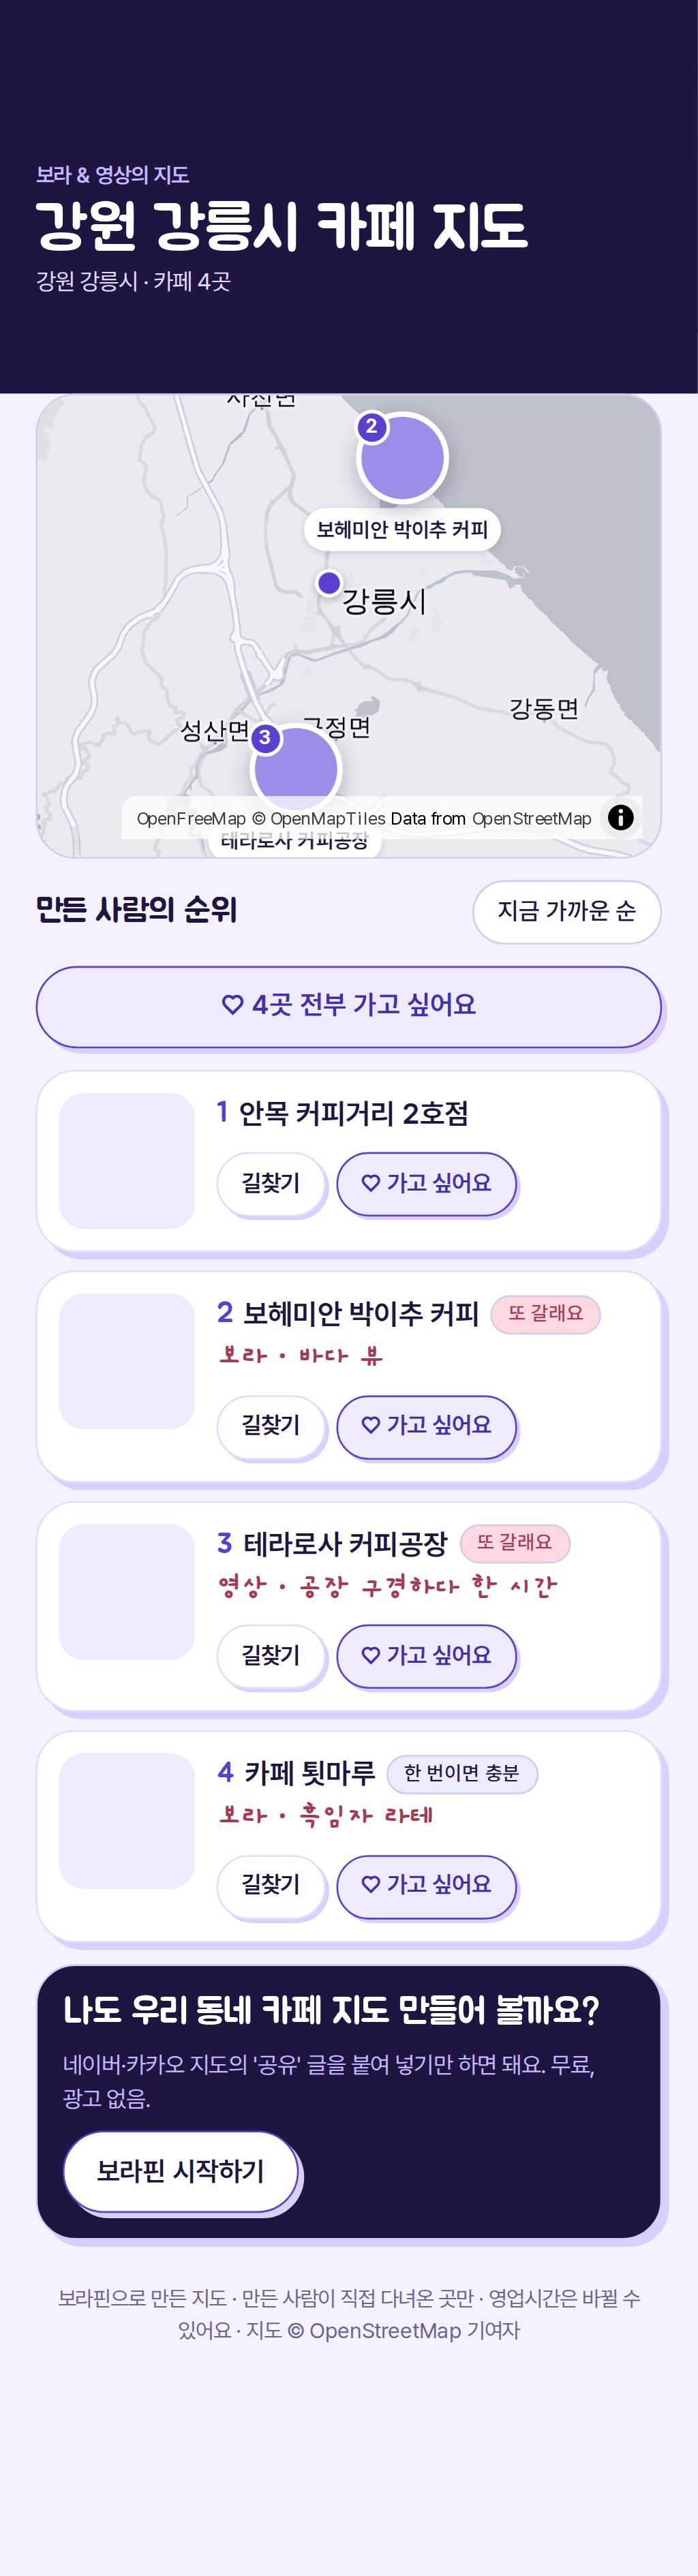 보라 & 영상의 지도
강원 강릉시 카페 지도
강원 강릉시 · 카페 4곳
2
보헤미안 박이추 커피
강릉시
강동면
성산면
3
OpenFreeMap © OpenMapTiles Data from OpenStreetMap
테라로사 커피공장
만든 사람의 순위
지금 가까운 순
♡ 4곳 전부 가고 싶어요
1 안목 커피거리 2호점
길찾기
♡ 가고 싶어요
2 보헤미안 박이추 커피 또 갈래요
보라 · 바다 뷰
길찾기
♡ 가고 싶어요
3 테라로사 커피공장 또 갈래요
영상 · 공장 구경하다 한 시간
길찾기
♡ 가고 싶어요
4 카페 툇마루 한 번이면 충분
보라 · 흑임자 라테
길찾기
♡ 가고 싶어요
나도 우리 동네 카페 지도 만들어 볼까요?
네이버·카카오 지도의 '공유' 글을 붙여 넣기만 하면 돼요. 무료,
광고 없음.
보라핀 시작하기
보라핀으로 만든 지도 · 만든 사람이 직접 다녀온 곳만 · 영업시간은 바뀔 수
있어요 · 지도 © OpenStreetMap 기여자